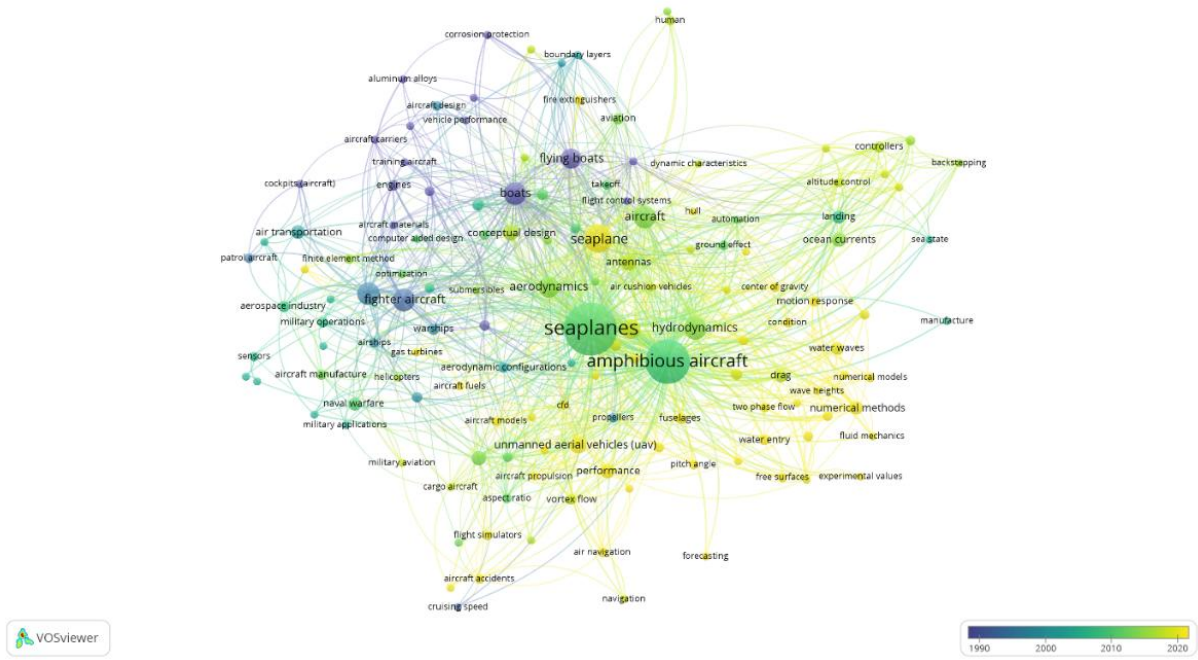 human
corrosion protection
boundary layers
aluminum alloys
fire extinguishers
aircraft design
vehicle performance
aviation
aircraft carriers
controllers
flying boats
training aircraft
dynamic characteristics
backstepping
cockpits (aircraft)
engines
takeoff
altitude control
boats
flight control systems
hull
aircraft
automation
landing
aircraft materials
air transportation
computer aided design
conceptual design
seaplane
ground effect
ocean currents
sea state
patrol aircraft
finite element method
antennas
optimization
submersibles
aerodynamics
air cushion vehicles
center of gravity
fighter aircraft
motion response
aerospace industry
military operations
warships
seaplanes
hydrodynamics
condition
manufacture
airships
gas turbines
water waves
sensors
aerodynamic configurations
amphibious aircraft
aircraft manufacture
helicopters
aircraft fuels
drag
numerical models
wave heights
naval warfare
cfd
two phase flow
numerical methods
military applications
aircraft models
propellers
fuselages
unmanned aerial vehicles (uav)
water entry
fluid mechanics
military aviation
performance
pitch angle
aircraft propulsion
free surfaces
experimental values
cargo aircraft
aspect ratio
vortex flow
flight simulators
air navigation
forecasting
aircraft accidents
navigation
cruising speed
VOSviewer
1990 2000 2010 2020